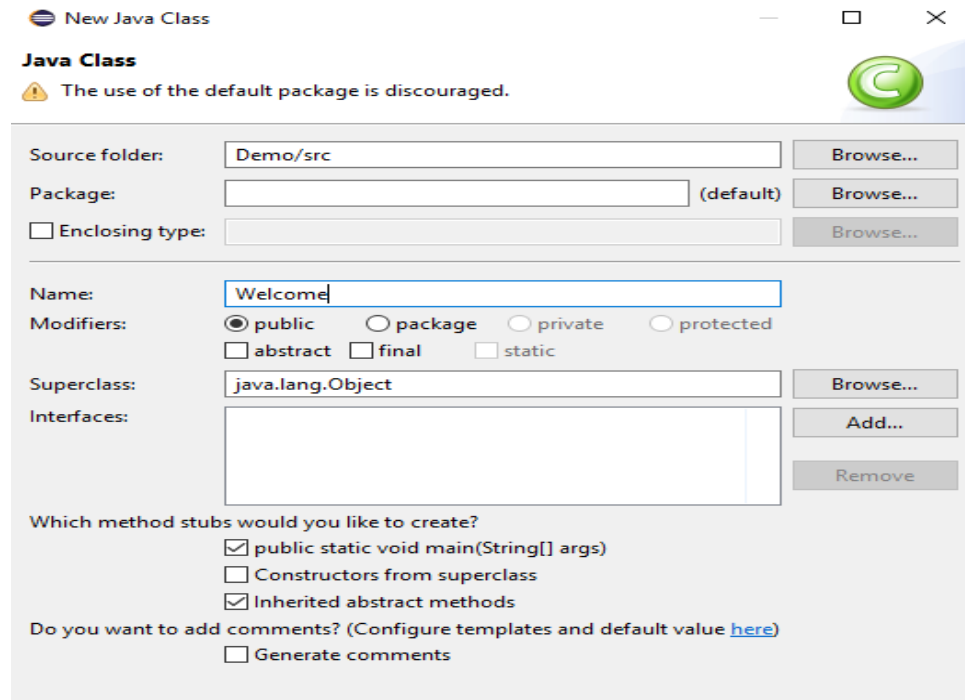 New Java Class
Java Class
The use of the default package is discouraged.
Source folder: Demo/src Browse...
Package: (default) Browse...
Enclosing type: Browse...
Name: Welcome
Modifiers: public package private protected
abstract final static
Superclass: java.lang.Object Browse...
Interfaces: Add...
Remove
Which method stubs would you like to create?
public static void main(String[] args)
Constructors from superclass
Inherited abstract methods
Do you want to add comments? (Configure templates and default value here)
Generate comments